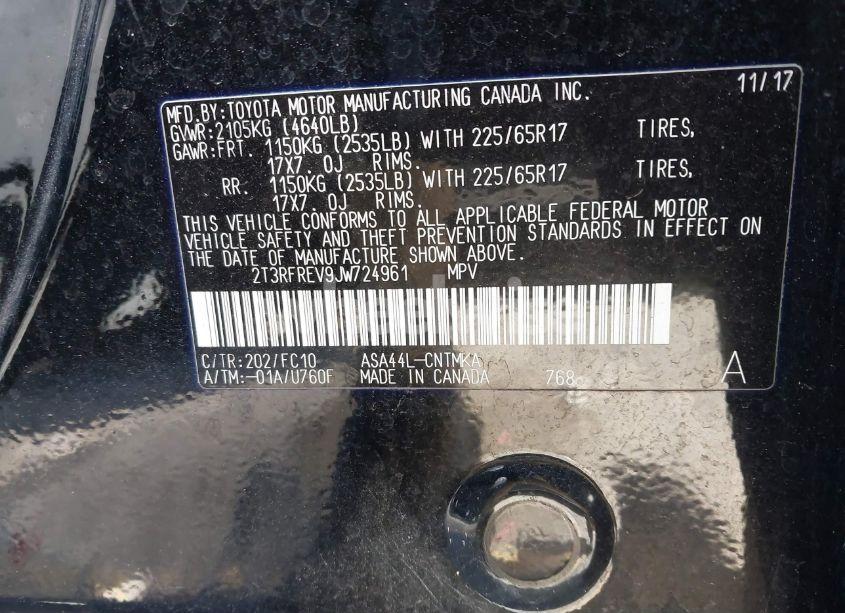 MFD.BY:TOYOTA MOTOR MANUFACTURING CANADA INC. 11/17
GVWR:2105KG (4640LB)
GAWR:FRT. 1150KG (2535LB) WITH 225/65R17 TIRES,
17X7.0J RIMS.
RR. 1150KG (2535LB) WITH 225/65R17 TIRES,
17X7.0J RIMS.
THIS VEHICLE CONFORMS TO ALL APPLICABLE FEDERAL MOTOR
VEHICLE SAFETY AND THEFT PREVENTION STANDARDS IN EFFECT ON
THE DATE OF MANUFACTURE SHOWN ABOVE.
2T3RFREV9JW724961 MPV
C/TR:202/FC10 ASA44L-CNTMKA
A/TM:-01A/U760F MADE IN CANADA 768 A